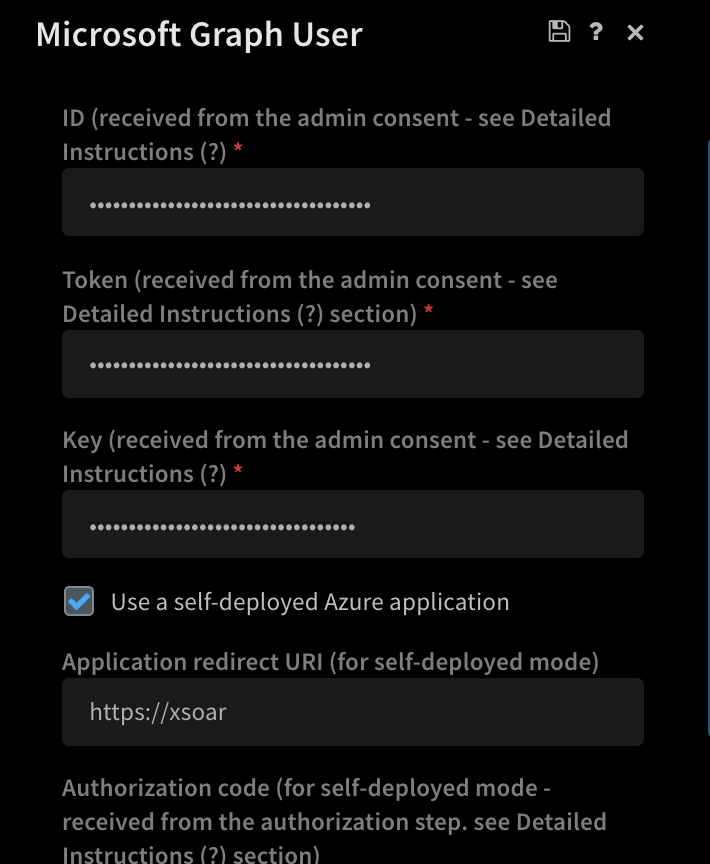 Microsoft Graph User ? ×
ID (received from the admin consent - see Detailed
Instructions (?) *
••••••••••••••••••••••••••••••••••••
Token (received from the admin consent - see
Detailed Instructions (?) section) *
••••••••••••••••••••••••••••••••••••
Key (received from the admin consent - see Detailed
Instructions (?) *
••••••••••••••••••••••••••••••••••
Use a self-deployed Azure application
Application redirect URI (for self-deployed mode)
https://xsoar
Authorization code (for self-deployed mode -
received from the authorization step. see Detailed
Instructions (?) section)